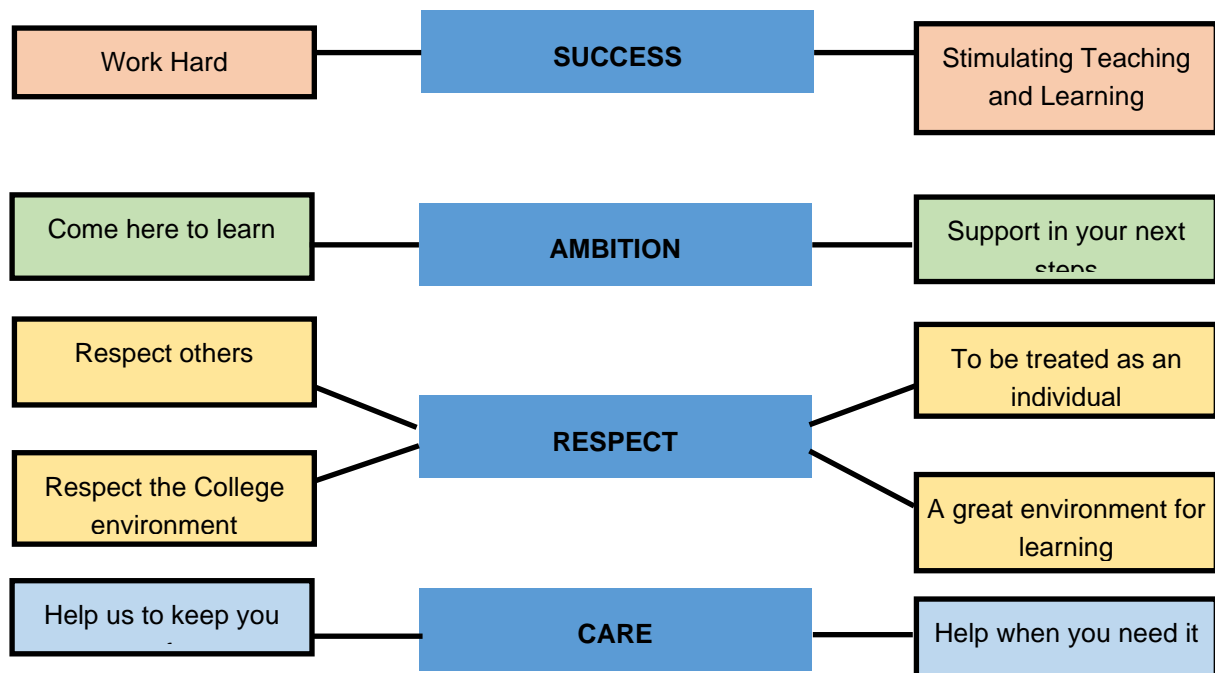 Work Hard
SUCCESS
Stimulating Teaching
and Learning
Come here to learn
AMBITION
Support in your next
steps
Respect others
To be treated as an
individual
RESPECT
Respect the College
environment
A great environment for
learning
Help us to keep you
CARE
Help when you need it